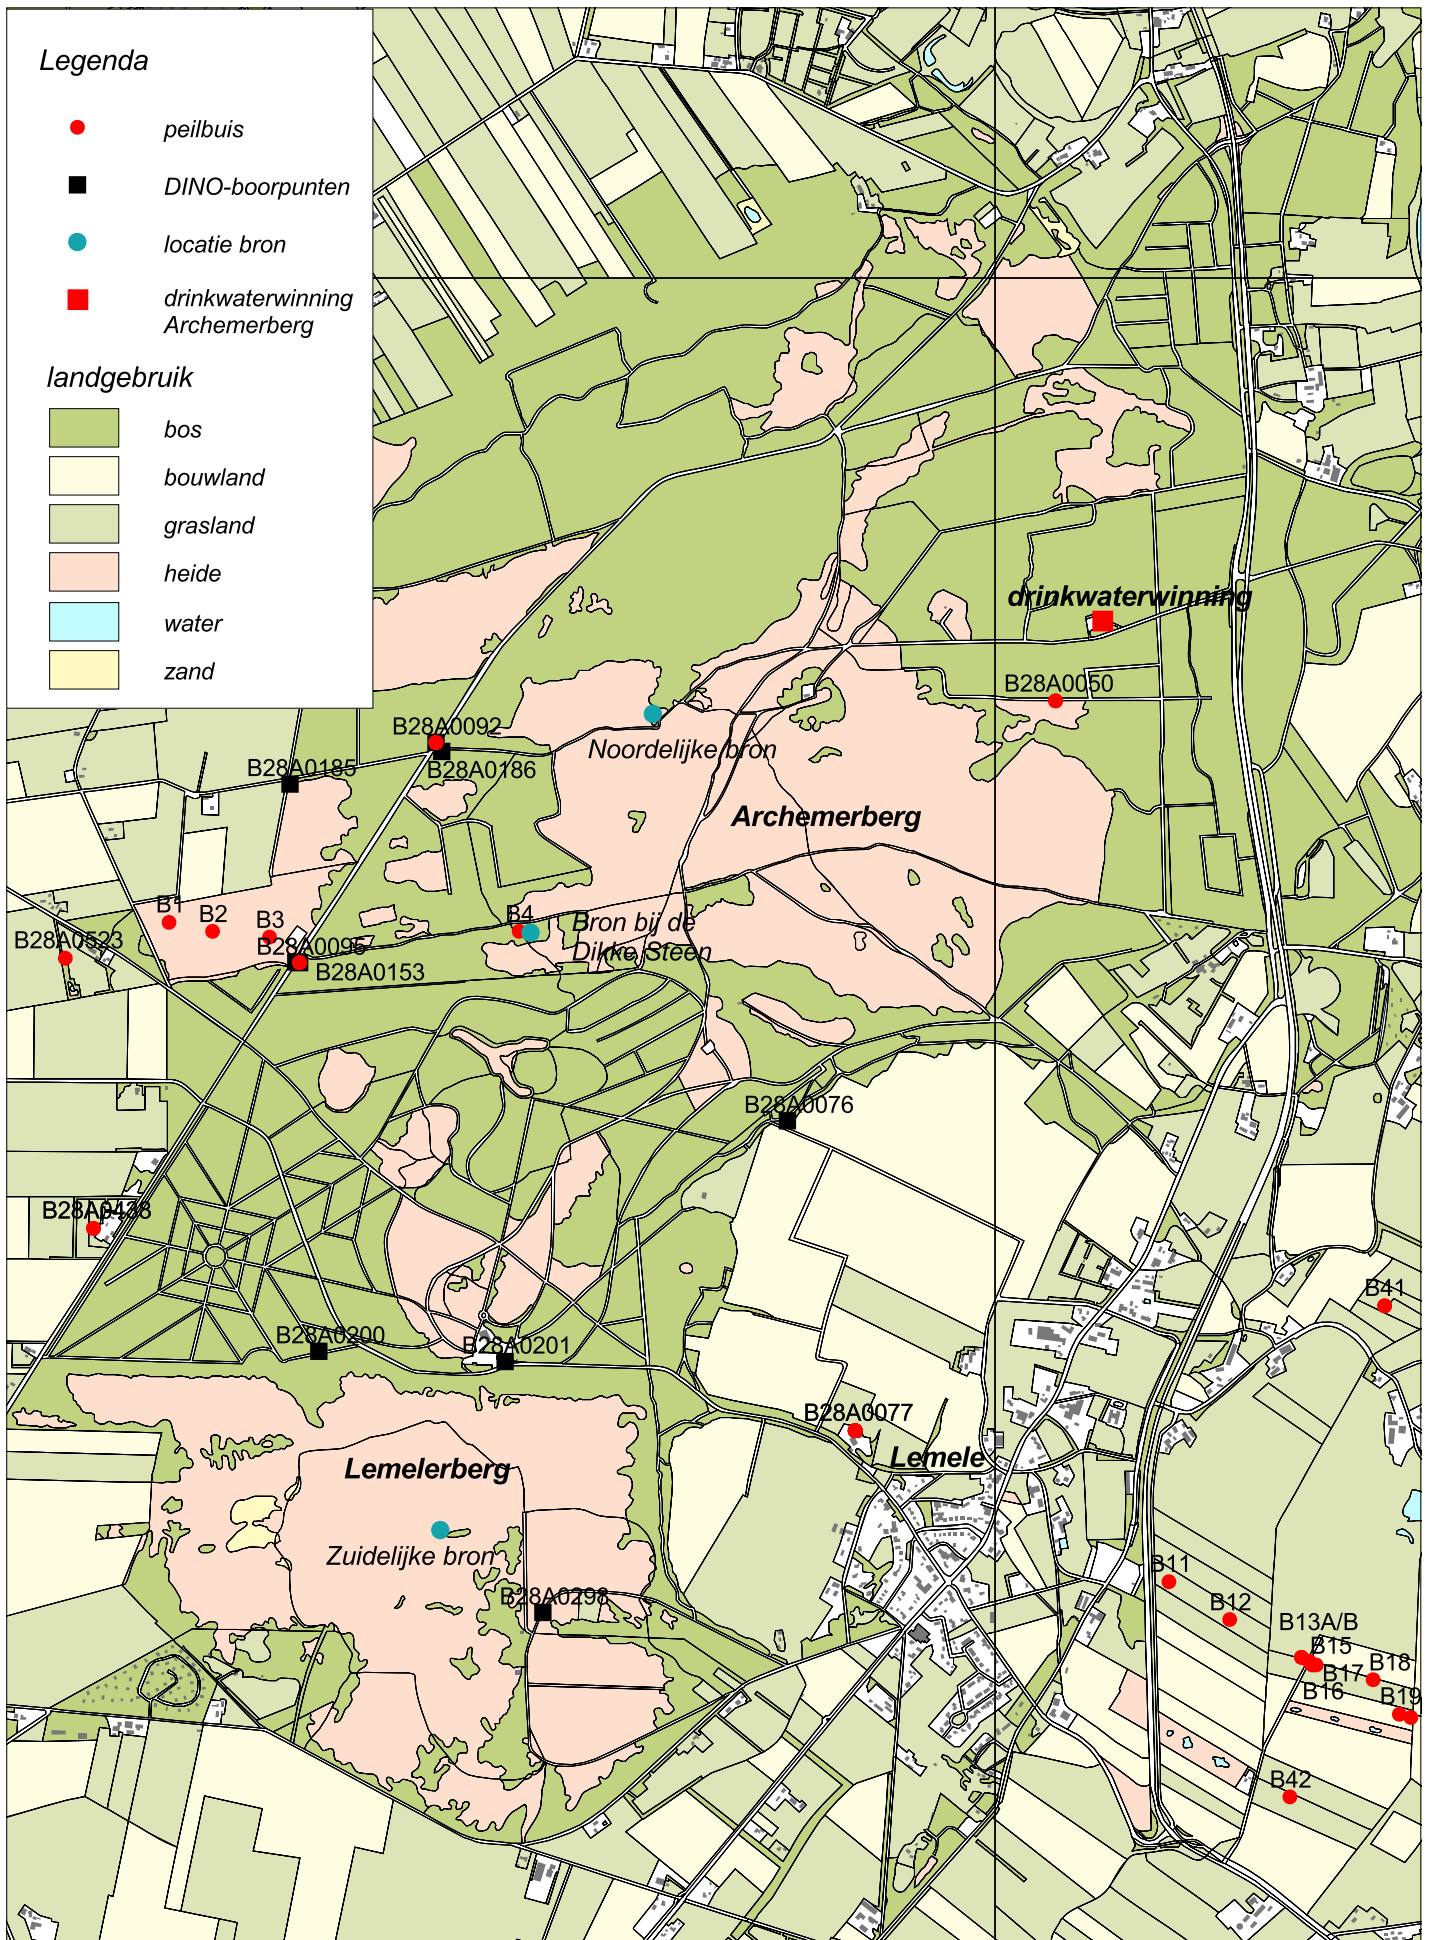 Legenda
peilbuis
DINO-boorpunten
locatie bron
drinkwaterwinning
Archemerberg
landgebruik
bos
bouwland
grasland
heide
water
zand
drinkwaterwinning
B28A0050
B28A0092
Noordelijke bron
B28A0186
B28A0185
Archemerberg
B1
B2
B3
B4
Bron bij de
Dikke Steen
B28A0523
B28A0095
B28A0153
B28A0076
B28A0438
B41
B28A0200
B28A0201
B28A0077
Lemele
Lemelerberg
Zuidelijke bron
B11
B28A0298
B12
B13A/B
B15
B18
B17
B16
B19
B42